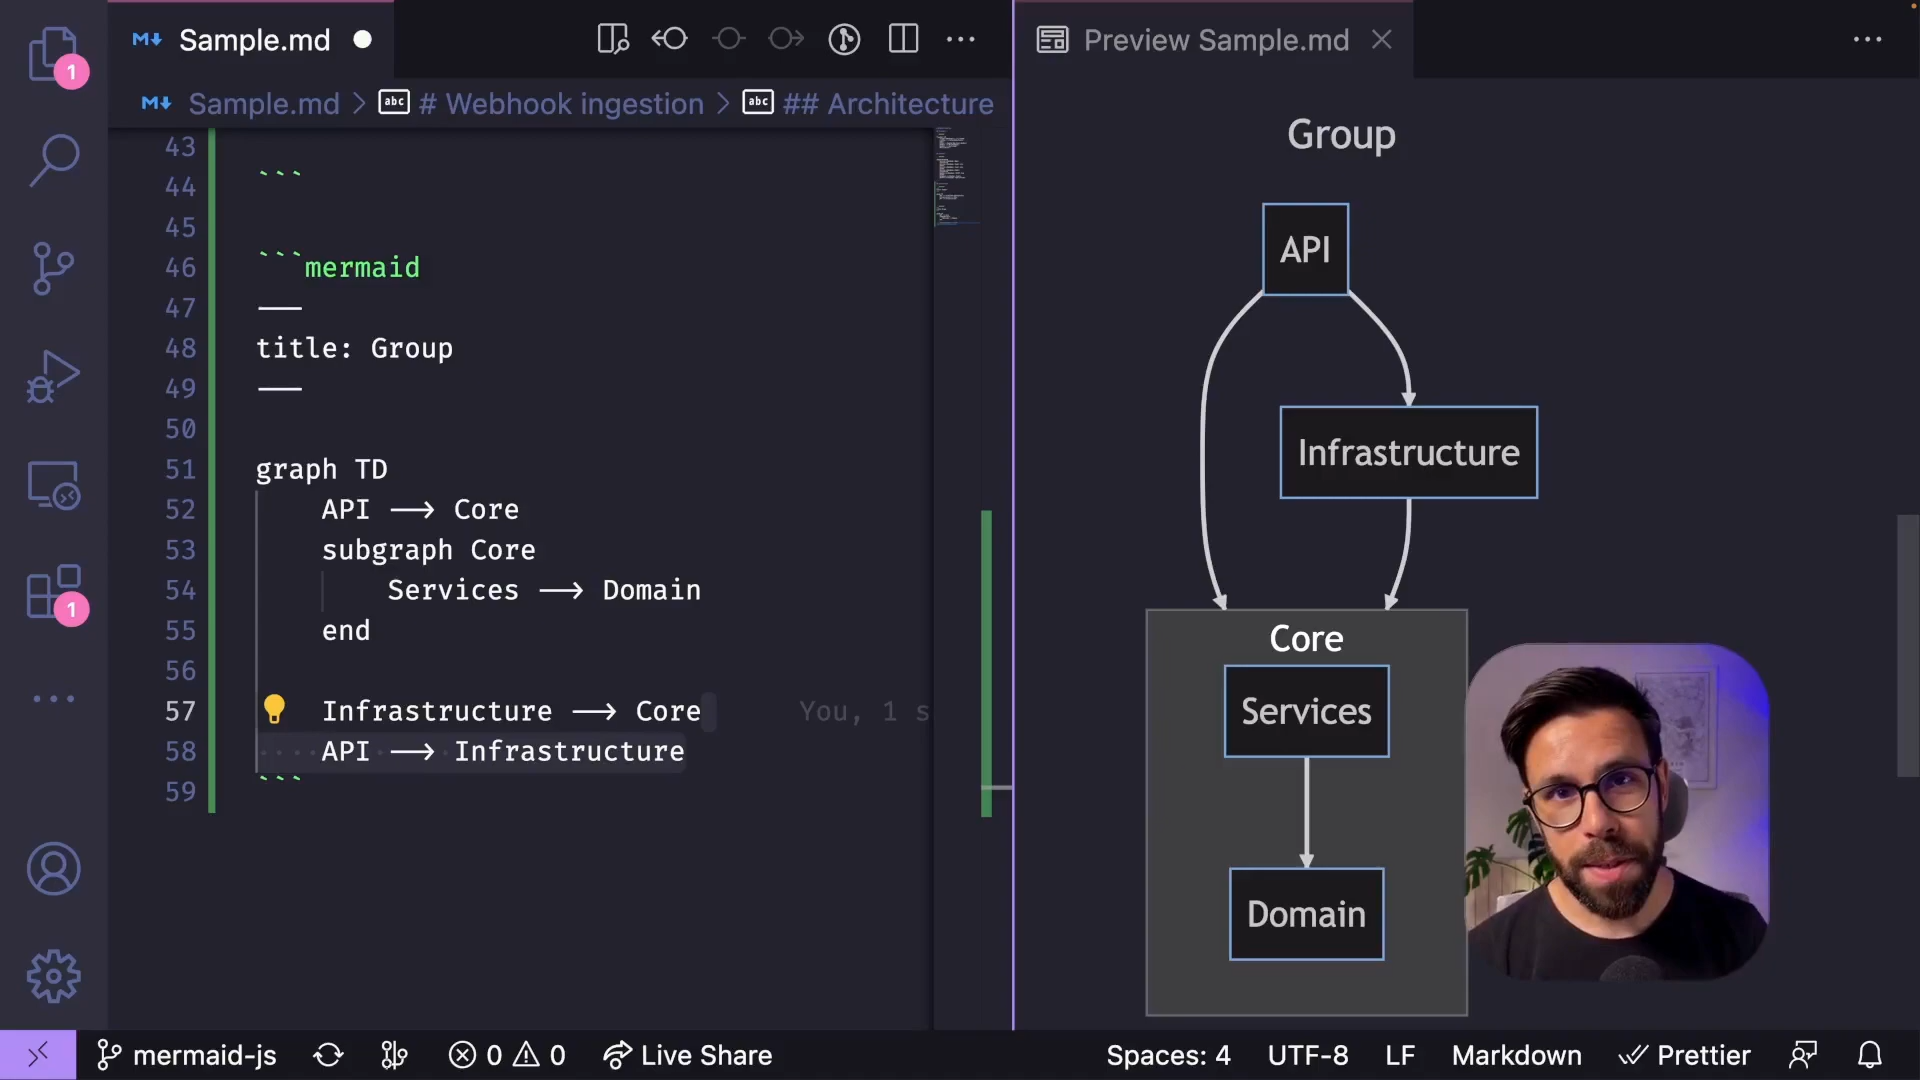 1
Sample.md
Preview Sample.md
Sample.md > abc # Webhook ingestion > abc ## Architecture
43
44 ```
45
46 ```mermaid
47 ---
48 title: Group
49 ---
50
51 graph TD
52 API --> Core
53 subgraph Core
54 Services --> Domain
55 end
56
57 Infrastructure --> Core You, 1 s
58 API --> Infrastructure
59 ```
1
Group
API
Infrastructure
Core
Services
Domain
mermaid-js 0 0 Live Share Spaces: 4 UTF-8 LF Markdown Prettier